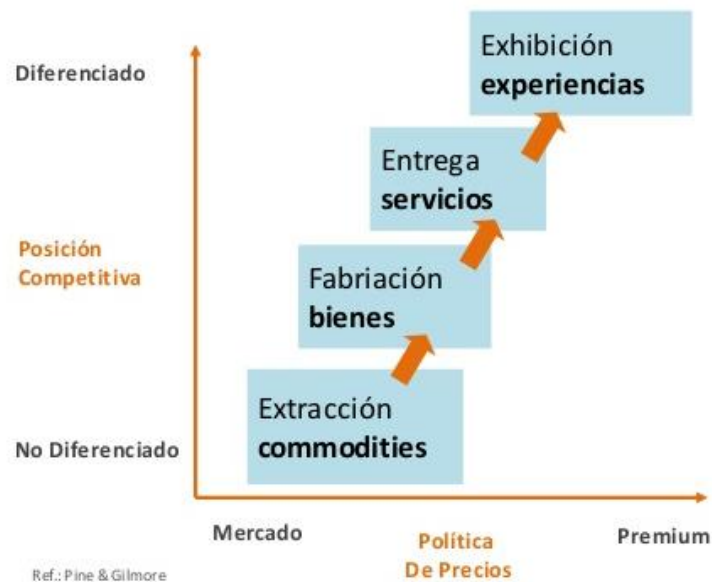 Diferenciado
Exhibición
experiencias
Entrega
servicios
Posición
Competitiva
Fabriación
bienes
Extracción
commodities
No Diferenciado
Mercado
Política
De Precios
Premium
Ref.: Pine & Gilmore